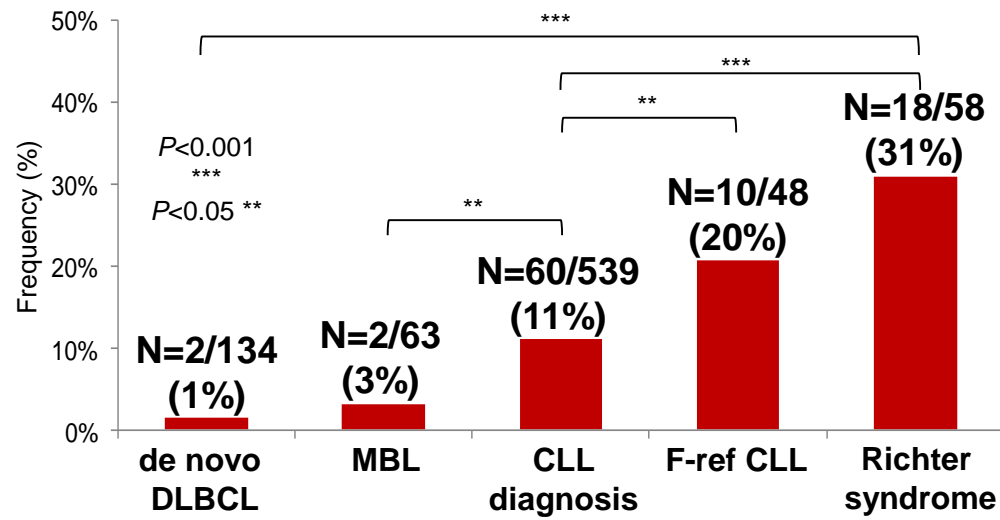 50%
40%
30%
20%
10%
0%
Frequency (%)
P<0.001
***
P<0.05 **
***
***
**
**
N=2/134
(1%)
N=2/63
(3%)
N=60/539
(11%)
N=10/48
(20%)
N=18/58
(31%)
de novo
DLBCL
MBL
CLL
diagnosis
F-ref CLL
Richter
syndrome